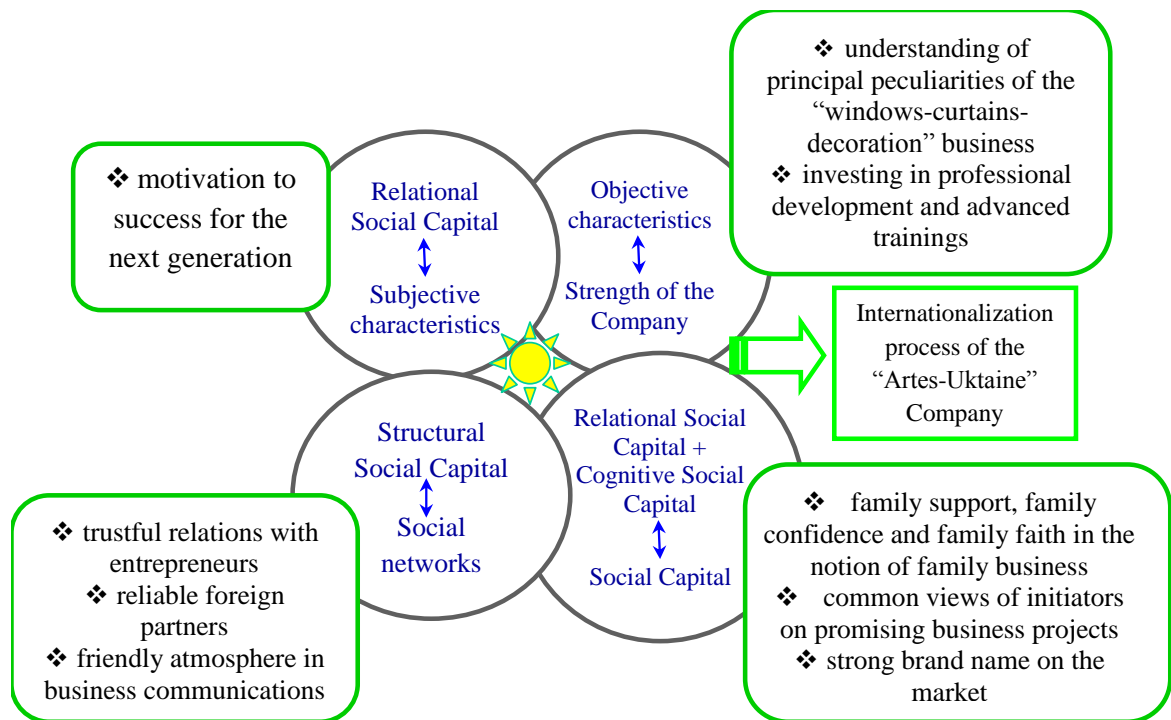 ❖ understanding of
principal peculiarities of the
“windows-curtains-
decoration” business
❖ investing in professional
development and advanced
trainings
❖ motivation to
success for the
next generation
Relational
Social Capital
Subjective
characteristics
Objective
characteristics
Strength of the
Company
Internationalization
process of the
“Artes-Uktaine”
Company
Structural
Social Capital
Social
networks
Relational Social
Capital +
Cognitive Social
Capital
Social Capital
❖ trustful relations with
entrepreneurs
❖ reliable foreign
partners
❖ friendly atmosphere in
business communications
❖ family support, family
confidence and family faith in the
notion of family business
❖ common views of initiators
on promising business projects
❖ strong brand name on the
market